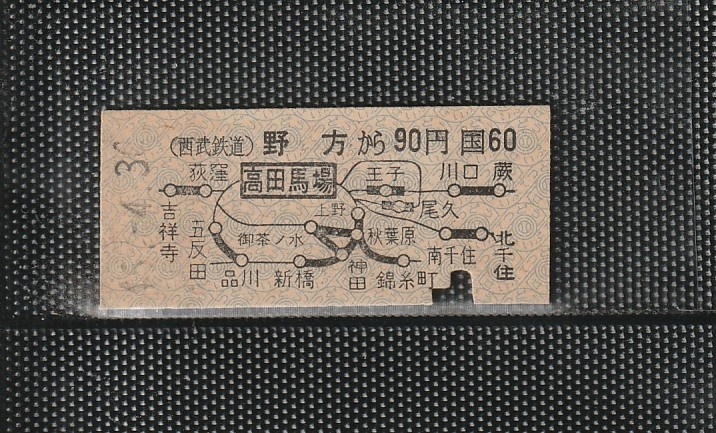 (西武鉄道) 野方から90円 国60
荻窪 高田馬場 王子 川口 蕨
上野 尾久
吉祥寺 五反田 御茶ノ水 秋葉原 南千住 北千住
品川 新橋 神田 錦糸町